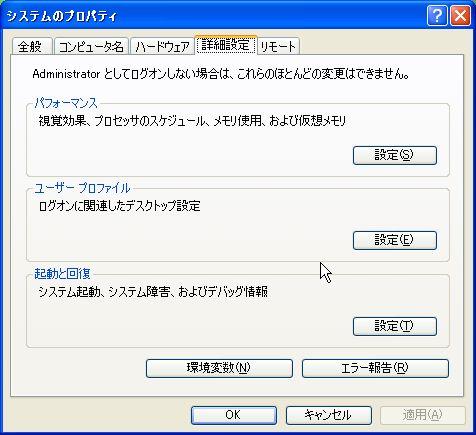 システムのプロパティ
全般 コンピュータ名 ハードウェア 詳細設定 リモート
Administrator としてログオンしない場合は、これらのほとんどの変更はできません。
パフォーマンス
視覚効果、プロセッサのスケジュール、メモリ使用、および仮想メモリ
設定(S)
ユーザー プロファイル
ログオンに関連したデスクトップ設定
設定(E)
起動と回復
システム起動、システム障害、およびデバッグ情報
設定(T)
環境変数(N) エラー報告(R)
OK キャンセル 適用(A)